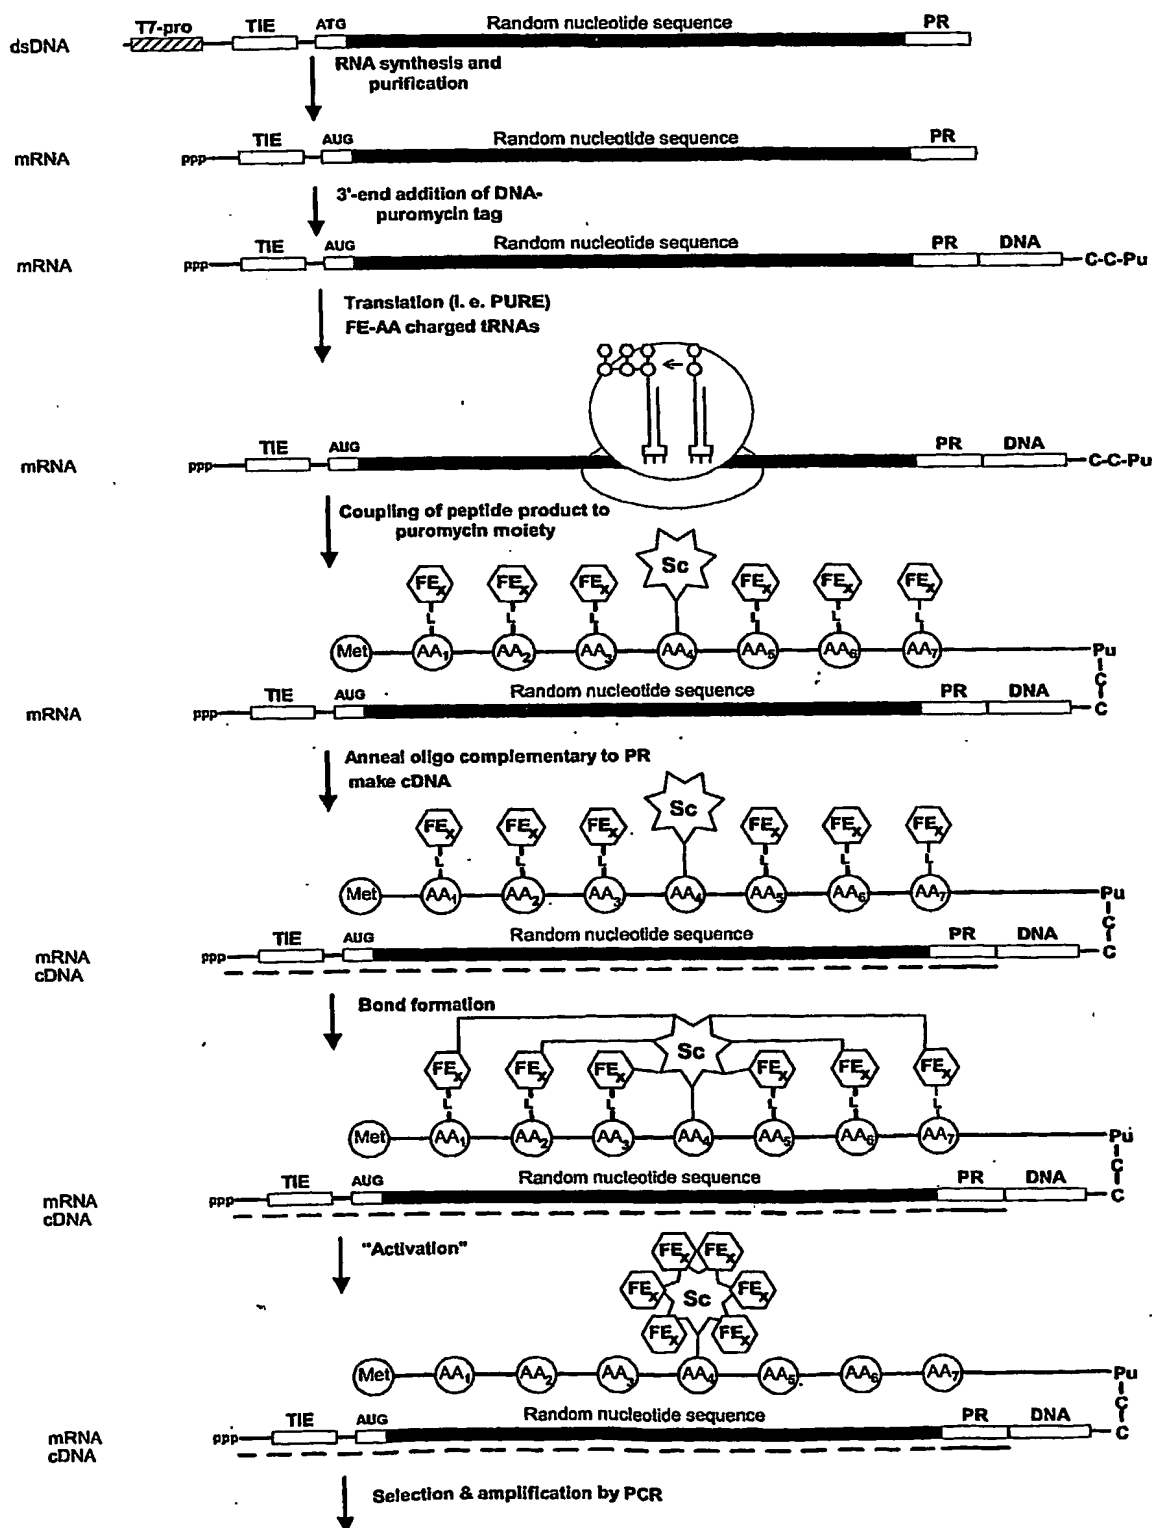 T7-pro TIE ATG Random nucleotide sequence PR
dsDNA
RNA synthesis and
purification
TIE AUG Random nucleotide sequence PR
mRNA ppp
3'-end addition of DNA-
puromycin tag
TIE AUG Random nucleotide sequence PR DNA
mRNA ppp C-C-Pu
Translation (I. e. PURE)
FE-AA charged tRNAs
TIE AUG PR DNA
mRNA ppp C-C-Pu
Coupling of peptide product to
puromycin moiety
Sc
FEx FEx FEx FEx FEx FEx
L L L L L L
Met AA1 AA2 AA3 AA4 AA5 AA6 AA7 Pu
C
TIE AUG Random nucleotide sequence PR DNA
mRNA ppp C
Anneal oligo complementary to PR
make cDNA
Sc
FEx FEx FEx FEx FEx FEx
L L L L L L
Met AA1 AA2 AA3 AA4 AA5 AA6 AA7 Pu
C
TIE AUG Random nucleotide sequence PR DNA
mRNA ppp C
cDNA
Bond formation
Sc
FEx FEx FEx FEx FEx FEx
L L L L L L
Met AA1 AA2 AA3 AA4 AA5 AA6 AA7 Pu
C
TIE AUG Random nucleotide sequence PR DNA
mRNA ppp C
cDNA
"Activation"
FEx FEx
FEx Sc FEx
FEx FEx
Met AA1 AA2 AA3 AA4 AA5 AA6 AA7 Pu
C
TIE AUG Random nucleotide sequence PR DNA
mRNA ppp C
cDNA
Selection & amplification by PCR